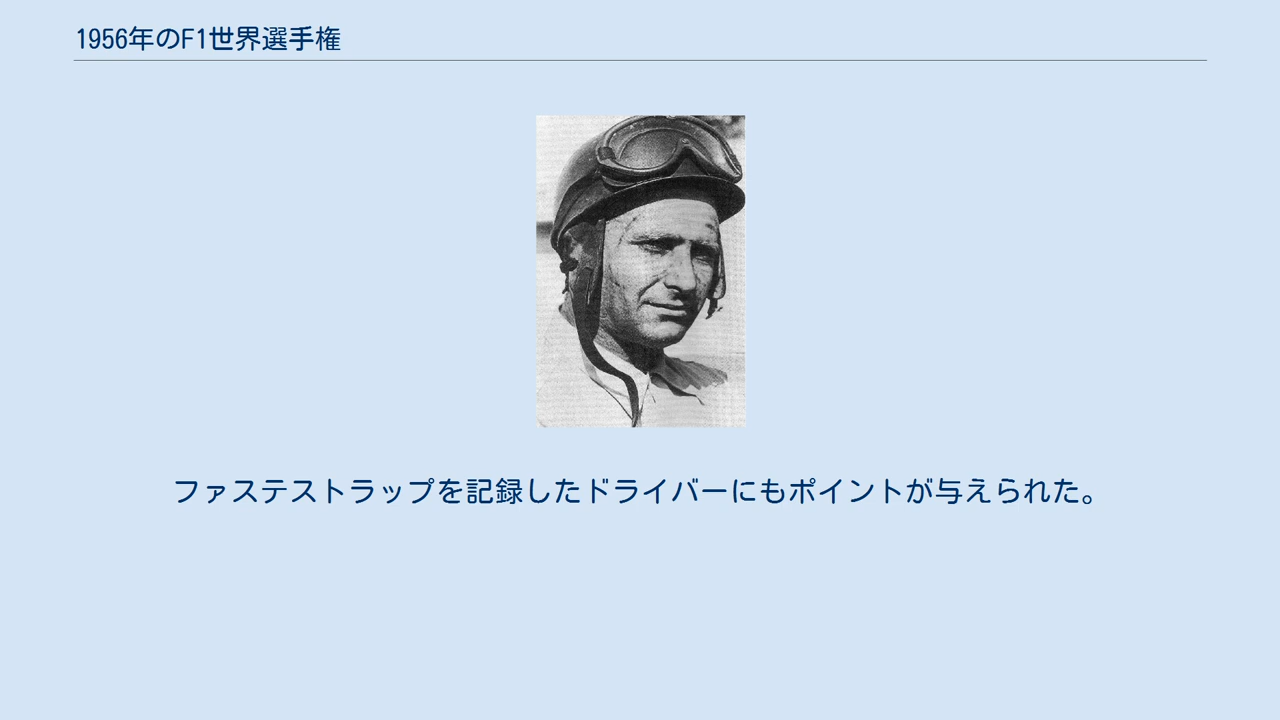 1956年のF1世界選手権
ファステストラップを記録したドライバーにもポイントが与えられた。